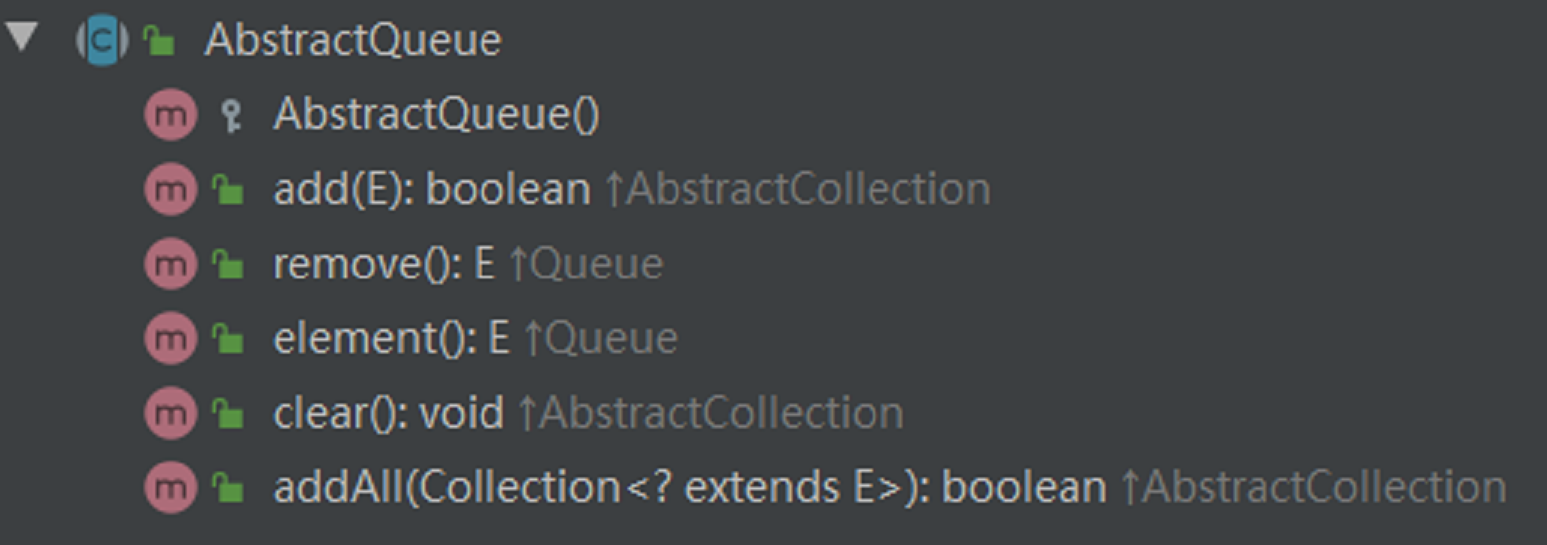 AbstractQueue
AbstractQueue()
add(E): boolean ↑AbstractCollection
remove(): E ↑Queue
element(): E ↑Queue
clear(): void ↑AbstractCollection
addAll(Collection<? extends E>): boolean ↑AbstractCollection